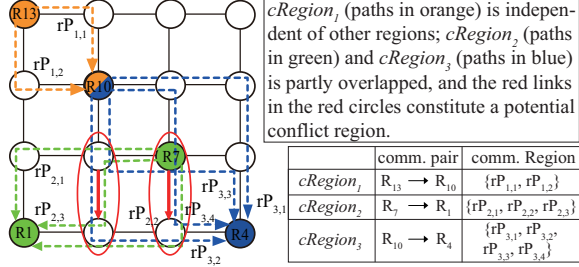 R13
rP1,1
rP1,2
R10
R7
rP2,1
rP3,3
rP2,3
rP2,2
rP3,4
rP3,1
R1
R4
rP3,2
cRegion1 (paths in orange) is indepen-
dent of other regions; cRegion2 (paths
in green) and cRegion3 (paths in blue)
is partly overlapped, and the red links
in the red circles constitute a potential
conflict region.
comm. pair comm. Region
cRegion1 R13 → R10 {rP1,1, rP1,2}
cRegion2 R7 → R1 {rP2,1, rP2,2, rP2,3}
cRegion3 R10 → R4 {rP3,1, rP3,2,
rP3,3, rP3,4}